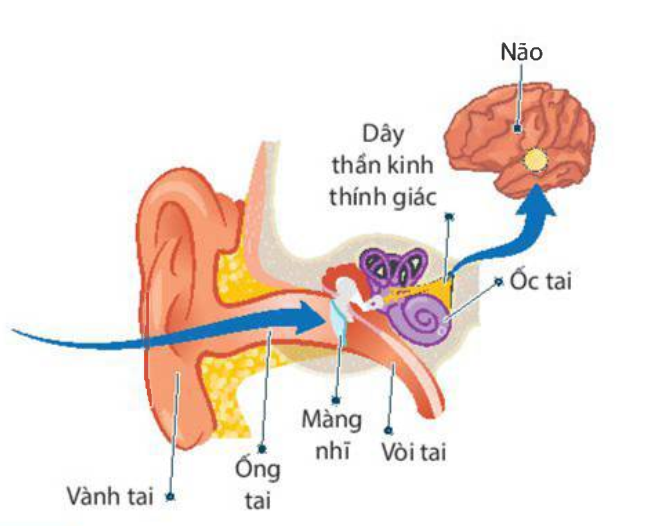 Não
Dây
thần kinh
thính giác
Ốc tai
Màng
nhĩ
Vòi tai
Ống
tai
Vành tai